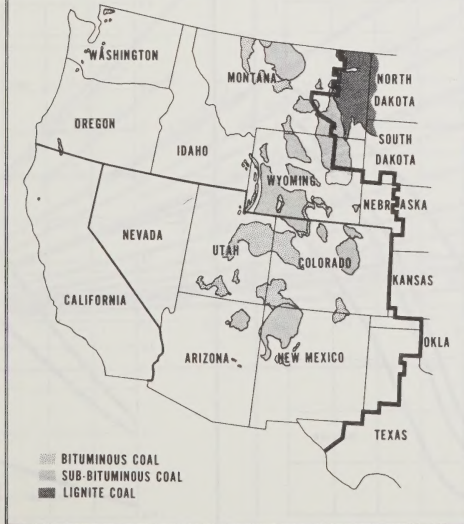 WASHINGTON
MONTANA
NORTH
DAKOTA
OREGON
IDAHO
SOUTH
DAKOTA
WYOMING
NEBRASKA
NEVADA
UTAH
COLORADO
KANSAS
CALIFORNIA
ARIZONA
NEW MEXICO
OKLA
TEXAS
BITUMINOUS COAL
SUB-BITUMINOUS COAL
LIGNITE COAL